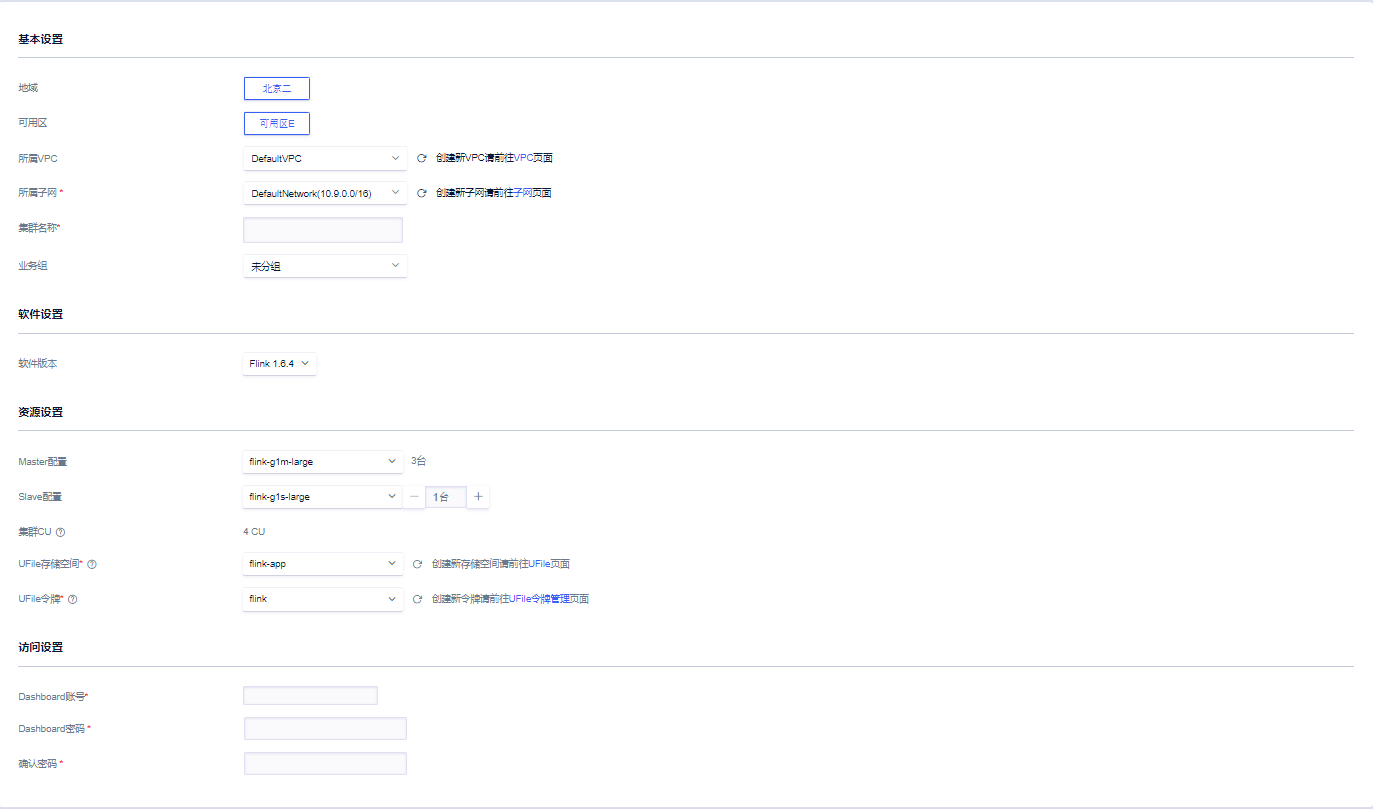 基本设置
地域 北京二
可用区 可用区E
所属VPC DefaultVPC 创建新VPC请前往VPC页面
所属子网 * DefaultNetwork(10.9.0.0/16) 创建新子网请前往子网页面
集群名称*
业务组 未分组
软件设置
软件版本 Flink 1.6.4
资源设置
Master配置 flink-g1m-large 3台
Slave配置 flink-g1s-large 1台
集群CU 4 CU
UFile存储空间* flink-app 创建新存储空间请前往UFile页面
UFile令牌* flink 创建新令牌请前往UFile令牌管理页面
访问设置
Dashboard账号*
Dashboard密码 *
确认密码 *